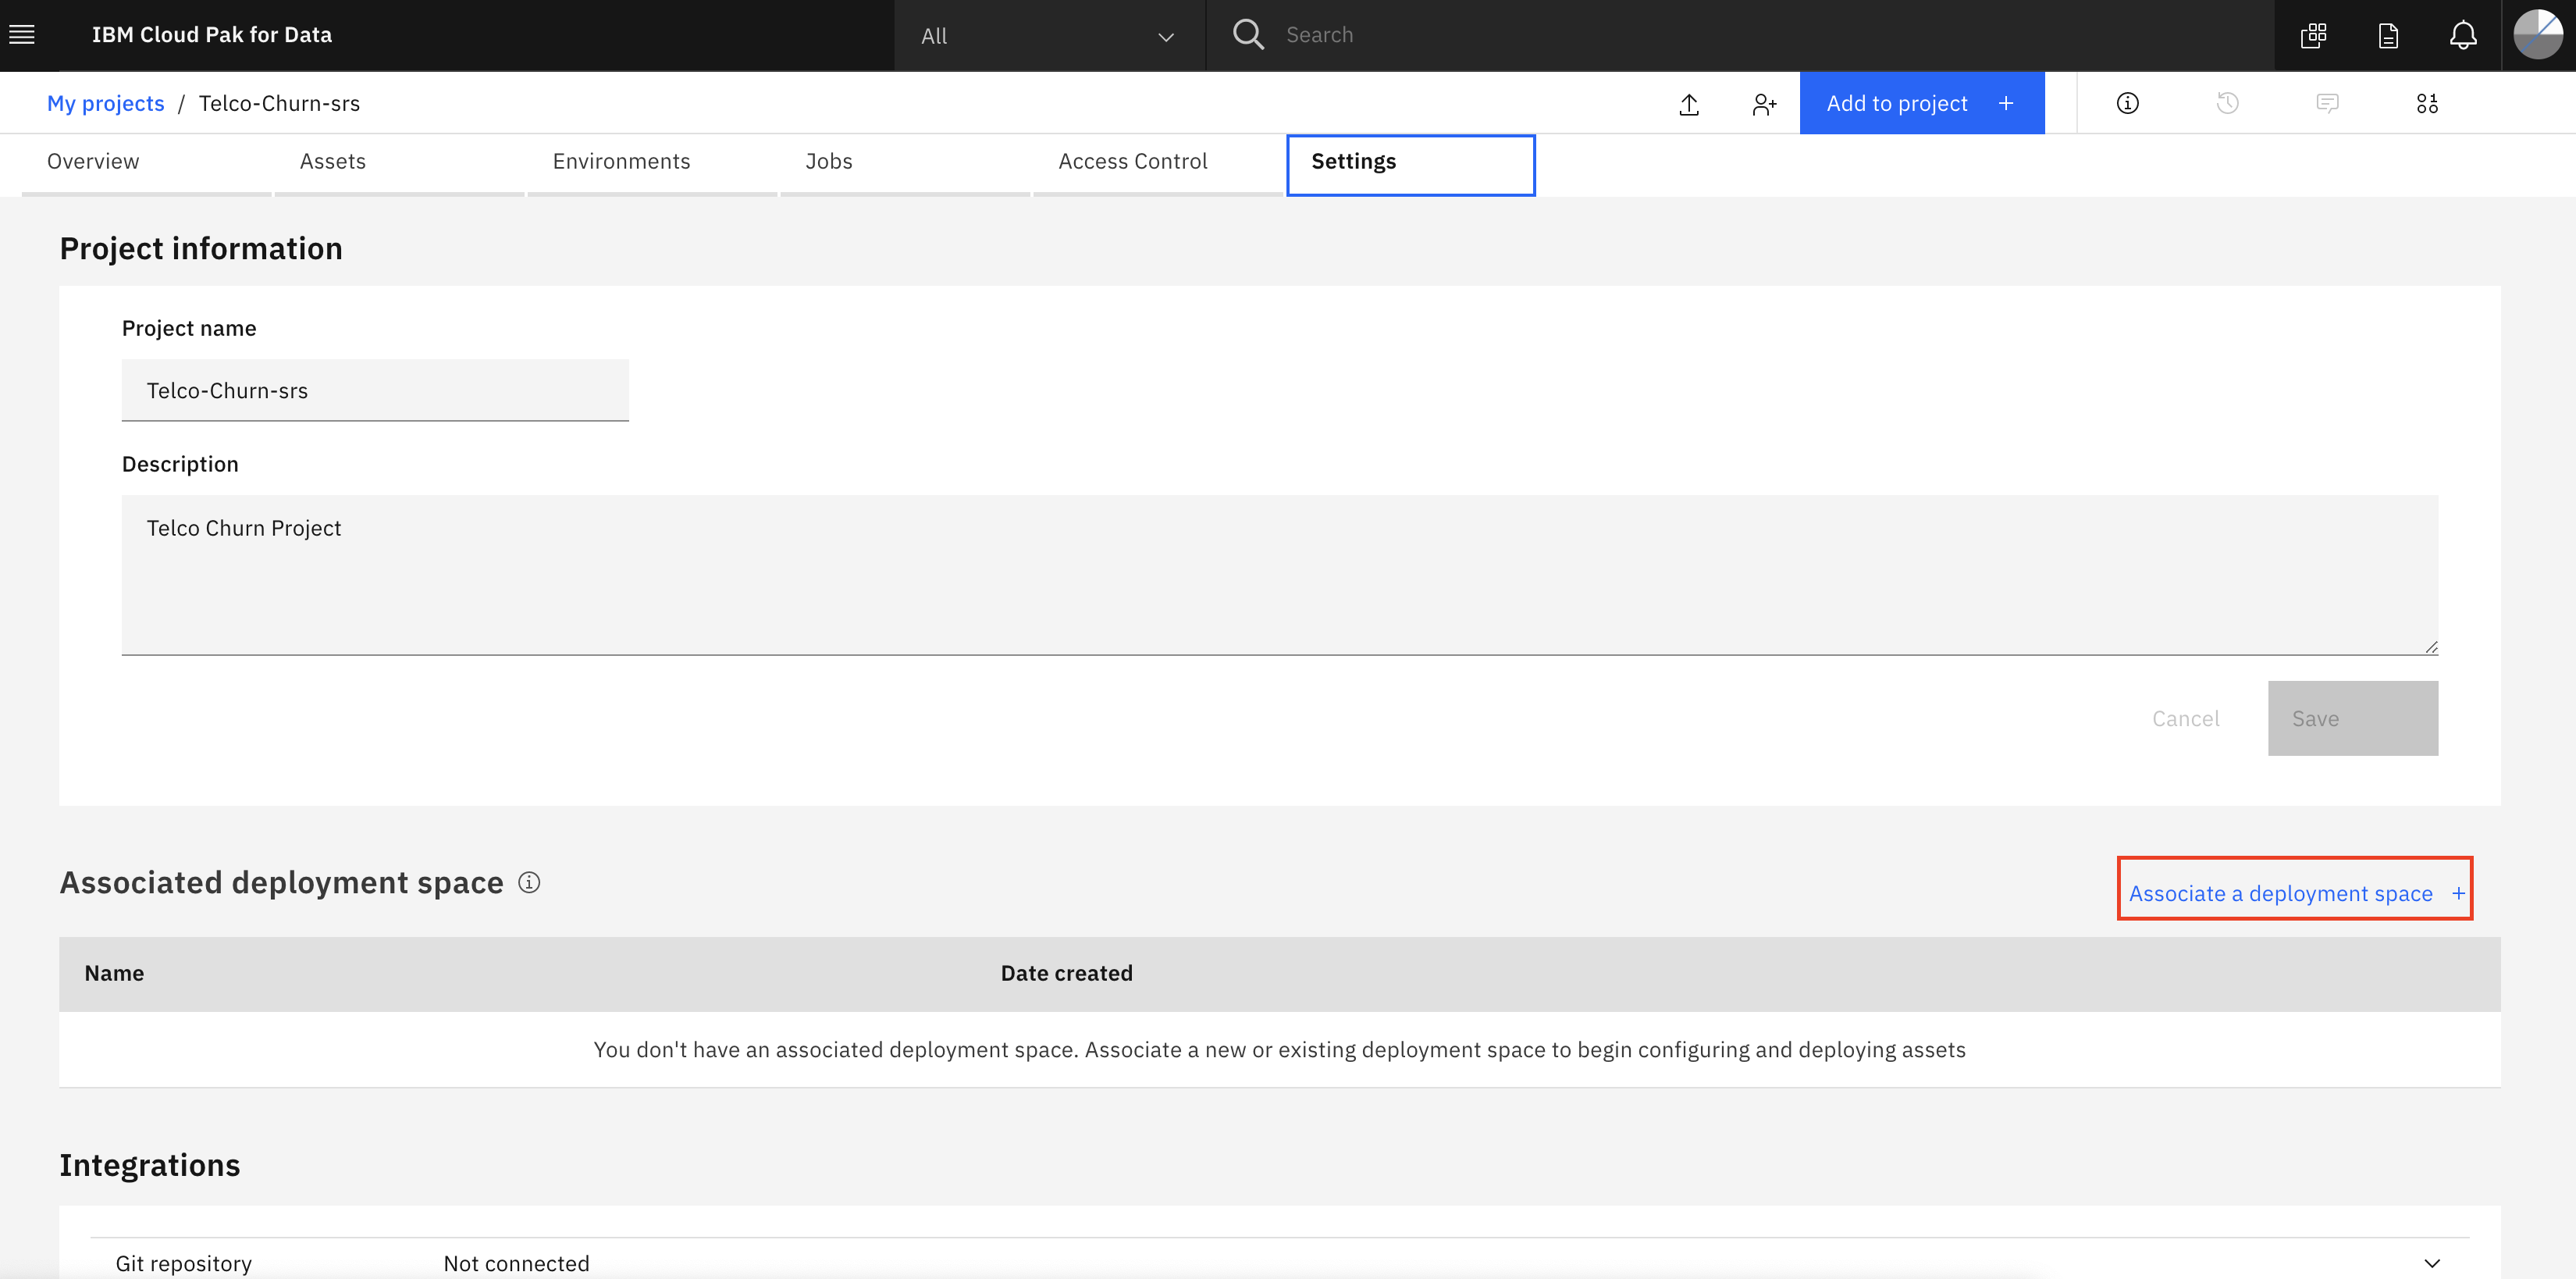 IBM Cloud Pak for Data
All
Search
My projects / Telco-Churn-srs
Add to project +
Overview
Assets
Environments
Jobs
Access Control
Settings
Project information
Project name
Telco-Churn-srs
Description
Telco Churn Project
Cancel
Save
Associated deployment space
Associate a deployment space +
Name
Date created
You don't have an associated deployment space. Associate a new or existing deployment space to begin configuring and deploying assets
Integrations
Git repository
Not connected